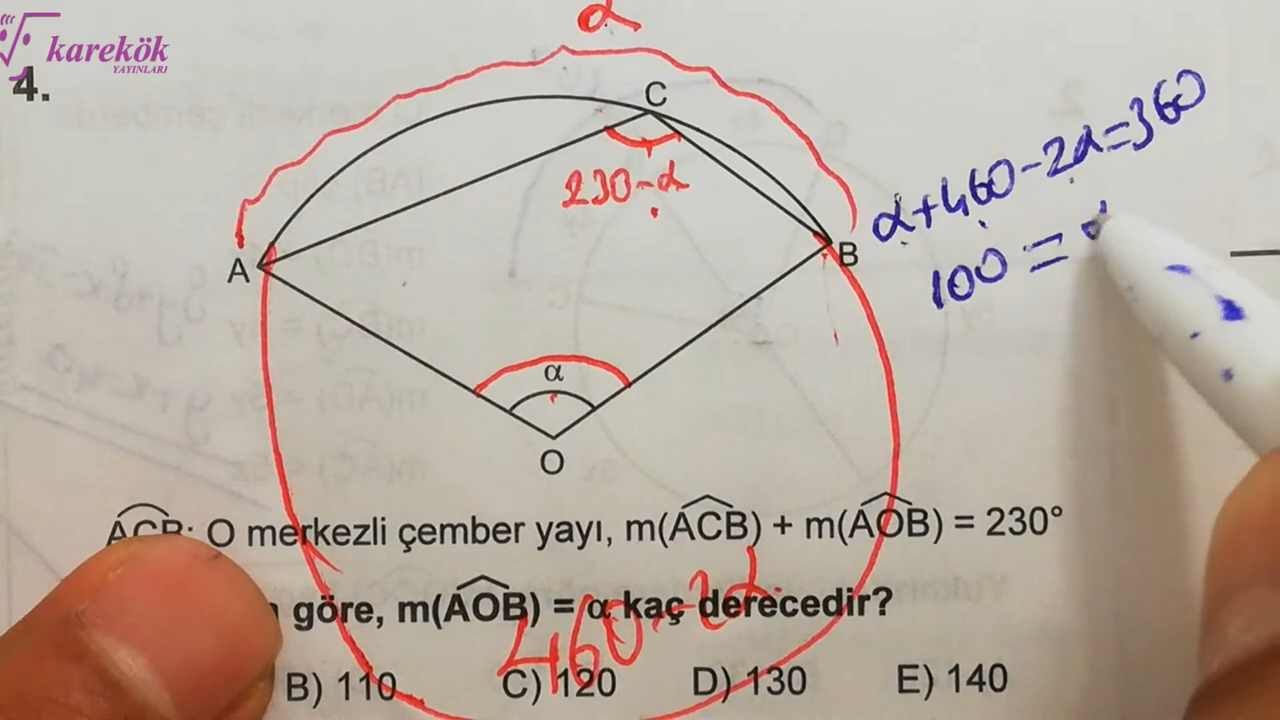 karekök
YAYINLARI
4.
α
C
230-α
α+460-2α=360
100 =
A
B
α
O
ACB: O merkezli çember yayı, m(ACB) + m(AOB) = 230°
göre, m(AOB) = α kaç derecedir?
460-2α
B) 110 C) 120 D) 130 E) 140